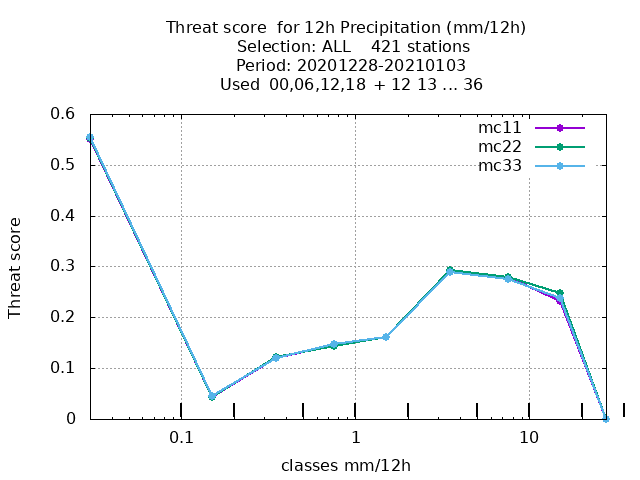 Threat score  for 12h Precipitation (mm/12h)
Selection: ALL    421 stations
Period: 20201228-20210103
Used  00,06,12,18  + 12 13 ... 36
mc11
mc22
mc33
Threat score
0.6
0.5
0.4
0.3
0.2
0.1
0
0.1
1
10
classes mm/12h